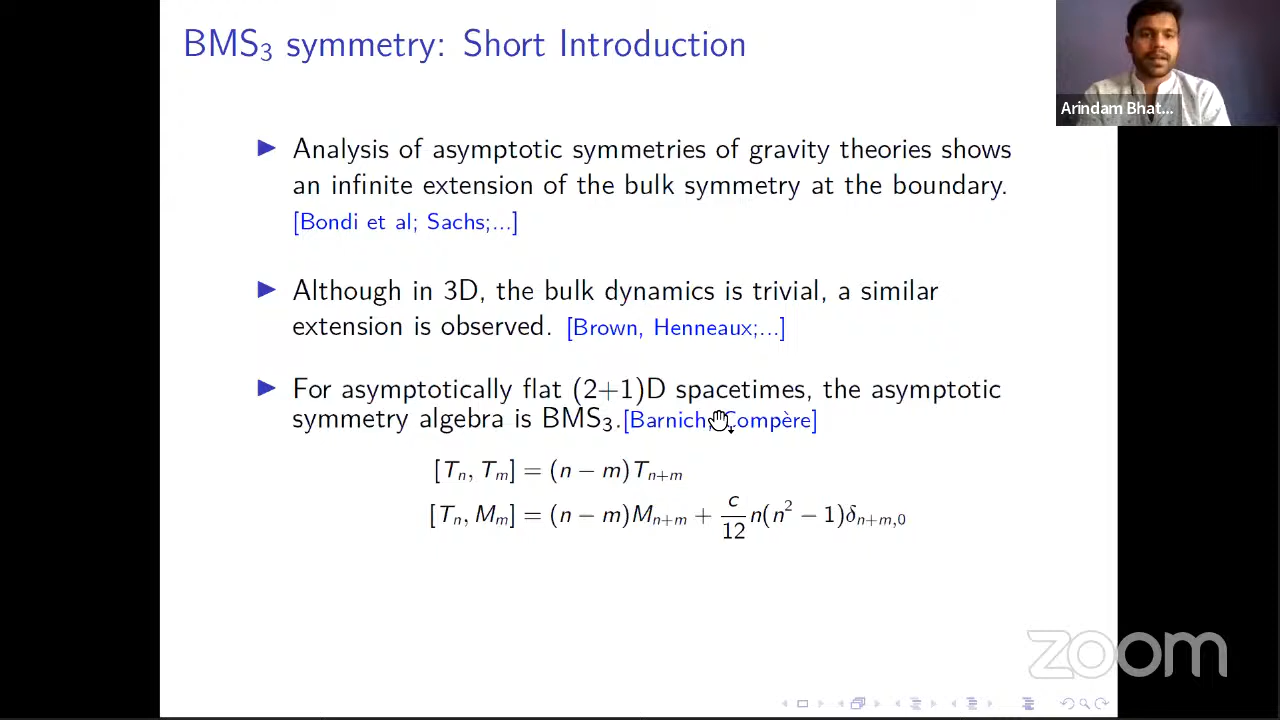 BMS₃ symmetry: Short Introduction
Arindam Bhat...
Analysis of asymptotic symmetries of gravity theories shows
an infinite extension of the bulk symmetry at the boundary.
[Bondi et al; Sachs;...]
Although in 3D, the bulk dynamics is trivial, a similar
extension is observed. [Brown, Henneaux;...]
For asymptotically flat (2+1)D spacetimes, the asymptotic
symmetry algebra is BMS₃.[Barnich, Compère]
[Tₙ, Tₘ] = (n − m)Tₙ₊ₘ
[Tₙ, Mₘ] = (n − m)Mₙ₊ₘ + c/12 n(n² − 1)δₙ₊ₘ,₀
zoom